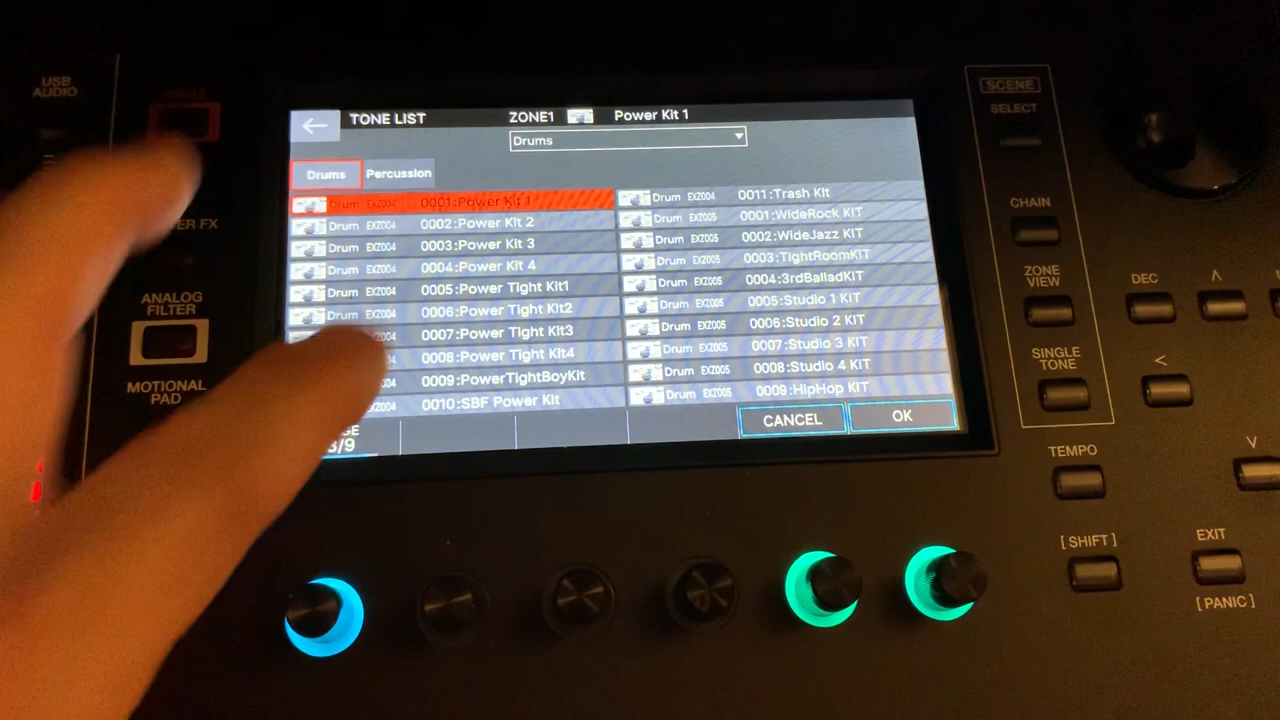 USB
AUDIO
TONE LIST
ZONE1
Power Kit 1
Drums
Drums
Percussion
Drum EXZ004 0001:Power Kit 1
Drum EXZ004 0002:Power Kit 2
Drum EXZ004 0003:Power Kit 3
Drum EXZ004 0004:Power Kit 4
Drum EXZ004 0005:Power Tight Kit1
Drum EXZ004 0006:Power Tight Kit2
0007:Power Tight Kit3
0008:Power Tight Kit4
0009:PowerTightBoyKit
0010:SBF Power Kit
Drum EXZ004 0011:Trash Kit
Drum EXZ005 0001:WideRock KIT
Drum EXZ005 0002:WideJazz KIT
Drum EXZ005 0003:TightRoomKIT
Drum EXZ005 0004:3rdBalladKIT
Drum EXZ005 0005:Studio 1 KIT
Drum EXZ005 0006:Studio 2 KIT
Drum EXZ005 0007:Studio 3 KIT
Drum EXZ005 0008:Studio 4 KIT
Drum EXZ005 0009:HipHop KIT
CANCEL
OK
FX
ANALOG
FILTER
MOTIONAL
PAD
SCENE
SELECT
CHAIN
ZONE
VIEW
SINGLE
TONE
TEMPO
[SHIFT]
DEC
EXIT
[PANIC]